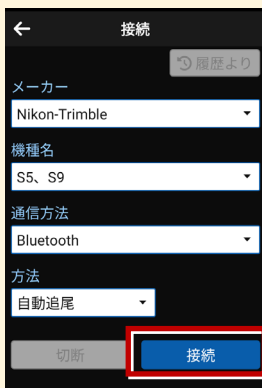 接続
履歴より
メーカー
Nikon-Trimble
機種名
S5、S9
通信方法
Bluetooth
方法
自動追尾
切断
接続